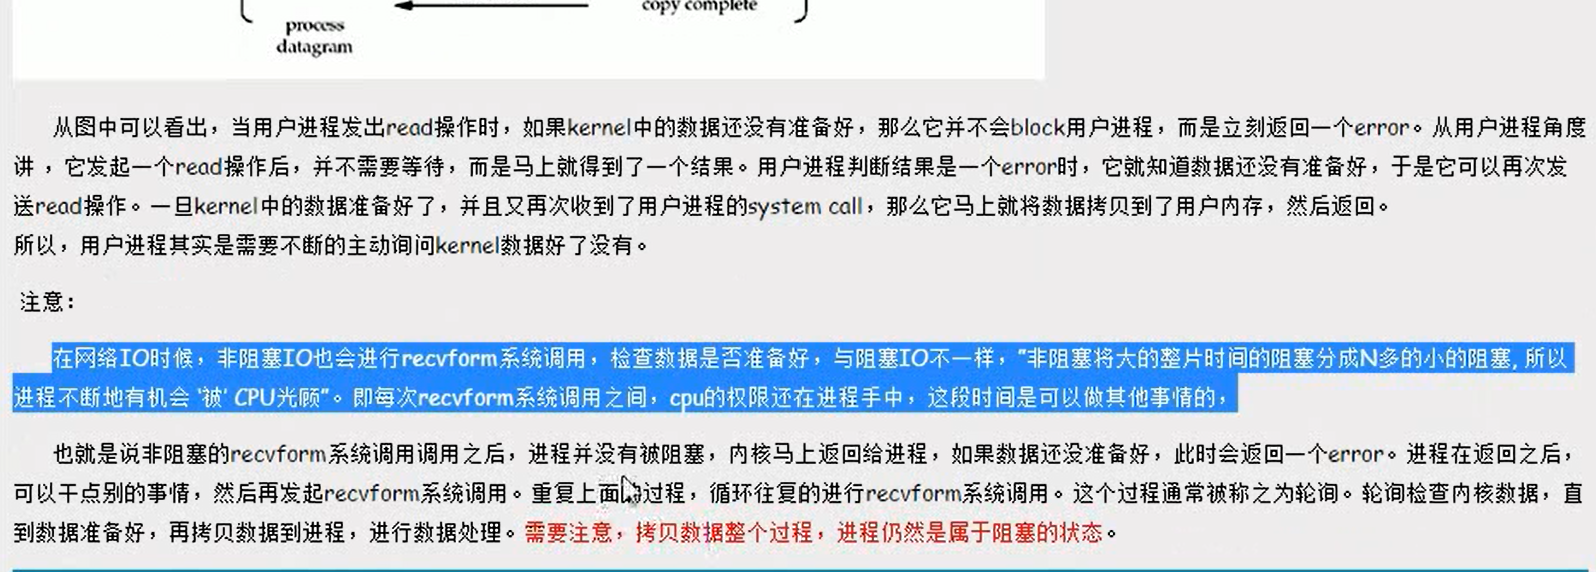 copy complete
process
datagram
从图中可以看出，当用户进程发出read操作时，如果kernel中的数据还没有准备好，那么它并不会block用户进程，而是立刻返回一个error。从用户进程角度
讲 ，它发起一个read操作后，并不需要等待，而是马上就得到了一个结果。用户进程判断结果是一个error时，它就知道数据还没有准备好，于是它可以再次发
送read操作。一旦kernel中的数据准备好了，并且又再次收到了用户进程的system call，那么它马上就将数据拷贝到了用户内存，然后返回。
所以，用户进程其实是需要不断的主动询问kernel数据好了没有。
注意：
在网络IO时候，非阻塞IO也会进行recvform系统调用，检查数据是否准备好，与阻塞IO不一样，"非阻塞将大的整片时间的阻塞分成N多的小的阻塞, 所以
进程不断地有机会 '被' CPU光顾"。即每次recvform系统调用之间，cpu的权限还在进程手中，这段时间是可以做其他事情的，
也就是说非阻塞的recvform系统调用调用之后，进程并没有被阻塞，内核马上返回给进程，如果数据还没准备好，此时会返回一个error。进程在返回之后，
可以干点别的事情，然后再发起recvform系统调用。重复上面的过程，循环往复的进行recvform系统调用。这个过程通常被称之为轮询。轮询检查内核数据，直
到数据准备好，再拷贝数据到进程，进行数据处理。需要注意，拷贝数据整个过程，进程仍然是属于阻塞的状态。